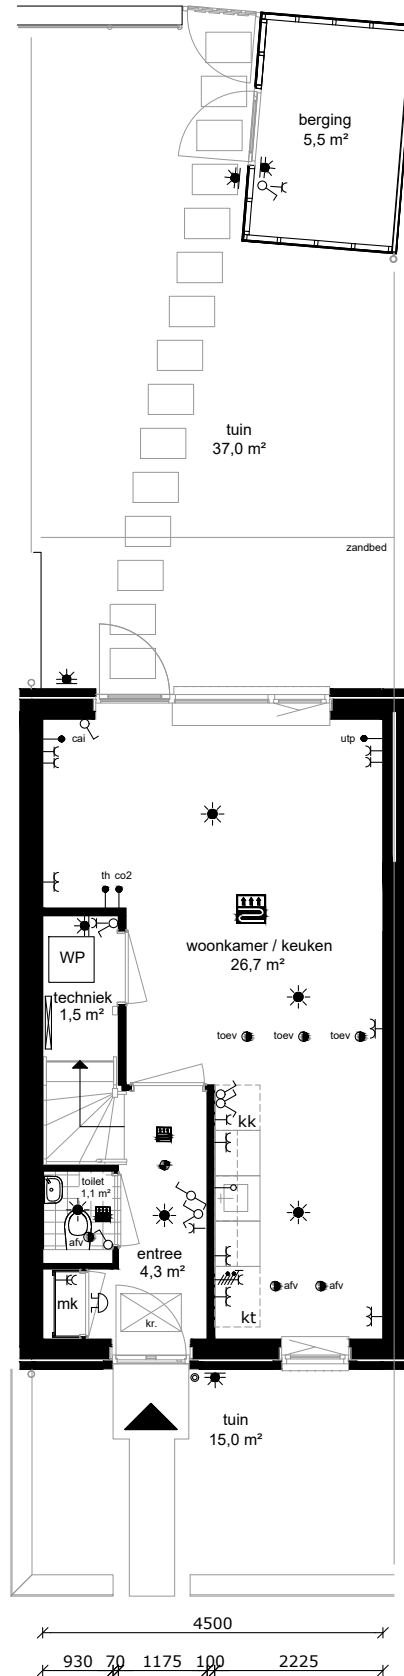 berging
5,5 m²
tuin
37,0 m²
zandbed
cai
utp
th co2
woonkamer / keuken
26,7 m²
WP
techniek
1,5 m²
toev
toev
toev
kk
toilet
1,1 m²
afv
entree
4,3 m²
afv
afv
mk
kr.
kt
tuin
15,0 m²
4500
930 70 1175 100 2225